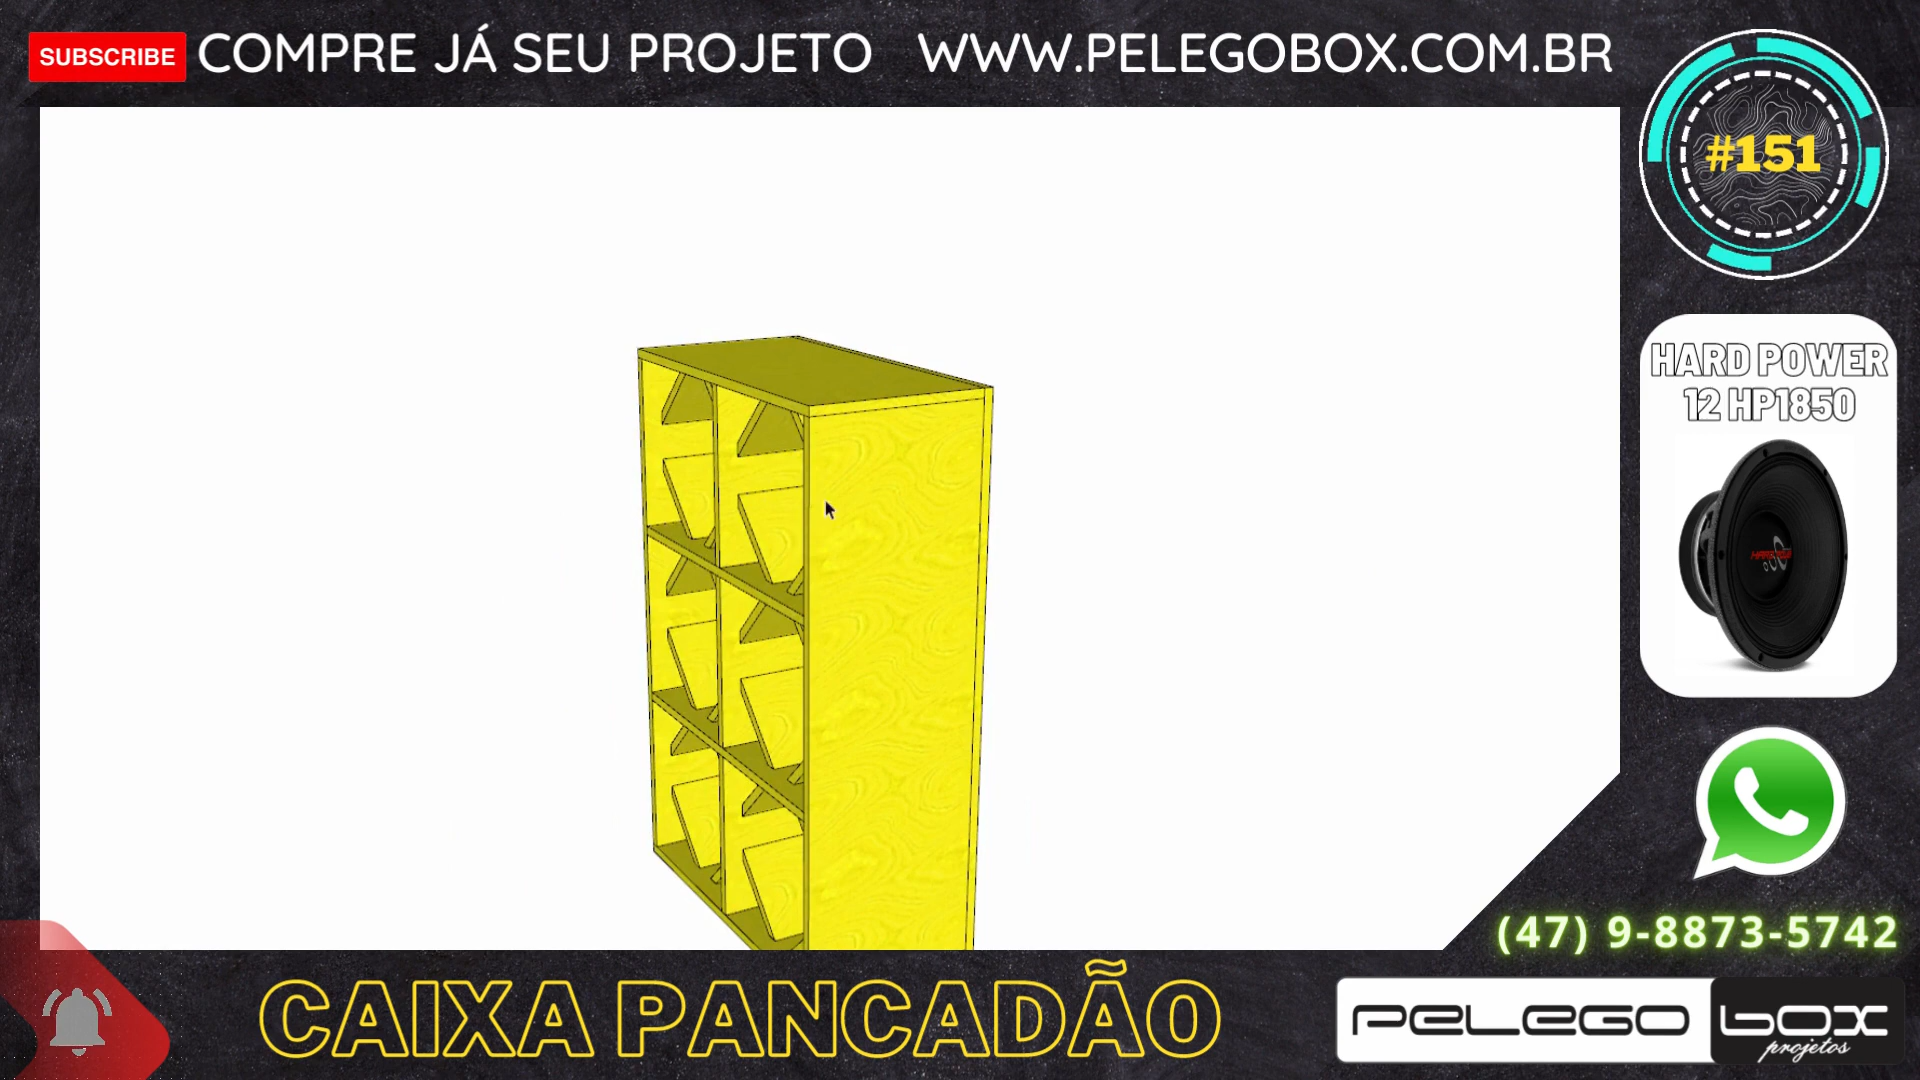 SUBSCRIBE
COMPRE JÁ SEU PROJETO WWW.PELEGOBOX.COM.BR
#151
HARD POWER
12 HP1850
(47) 9-8873-5742
CAIXA PANCADÃO
PELEGO box
projetos